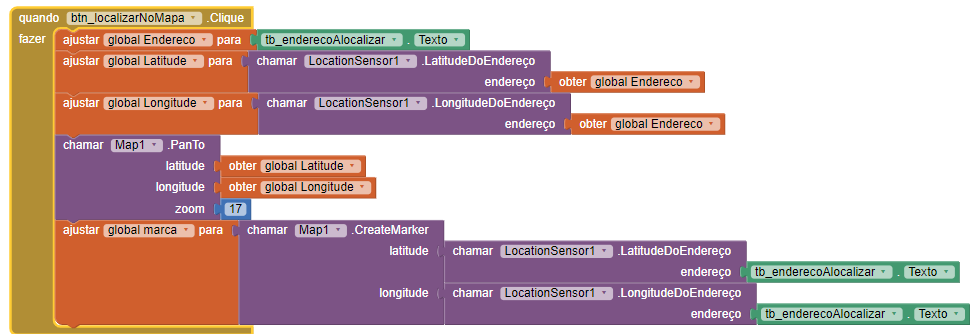 quando btn_localizarNoMapa .Clique
fazer ajustar global Endereco para tb_enderecoAlocalizar . Texto
ajustar global Latitude para chamar LocationSensor1 .LatitudeDoEndereço
endereço obter global Endereco
ajustar global Longitude para chamar LocationSensor1 .LongitudeDoEndereço
endereço obter global Endereco
chamar Map1 .PanTo
latitude obter global Latitude
longitude obter global Longitude
zoom 17
ajustar global marca para chamar Map1 .CreateMarker
latitude chamar LocationSensor1 .LatitudeDoEndereço
endereço tb_enderecoAlocalizar . Texto
longitude chamar LocationSensor1 .LongitudeDoEndereço
endereço tb_enderecoAlocalizar . Texto